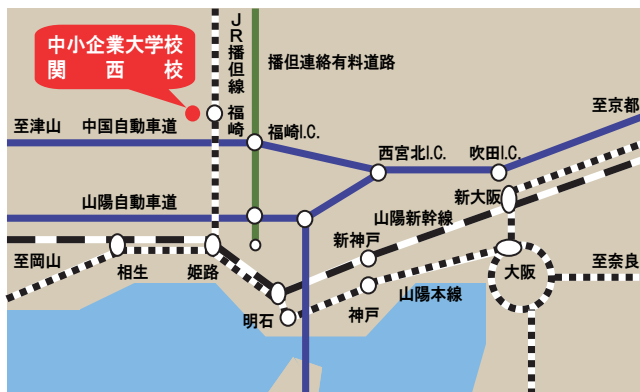 中小企業大学校
関西校
JR播但線
播担連絡有料道路
至京都
福崎
至津山
中国自動車道
福崎I.C.
西宮北I.C.
吹田I.C.
新大阪
山陽自動車道
山陽新幹線
新神戸
至岡山
相生
姫路
大阪
至奈良
山陽本線
明石
神戸